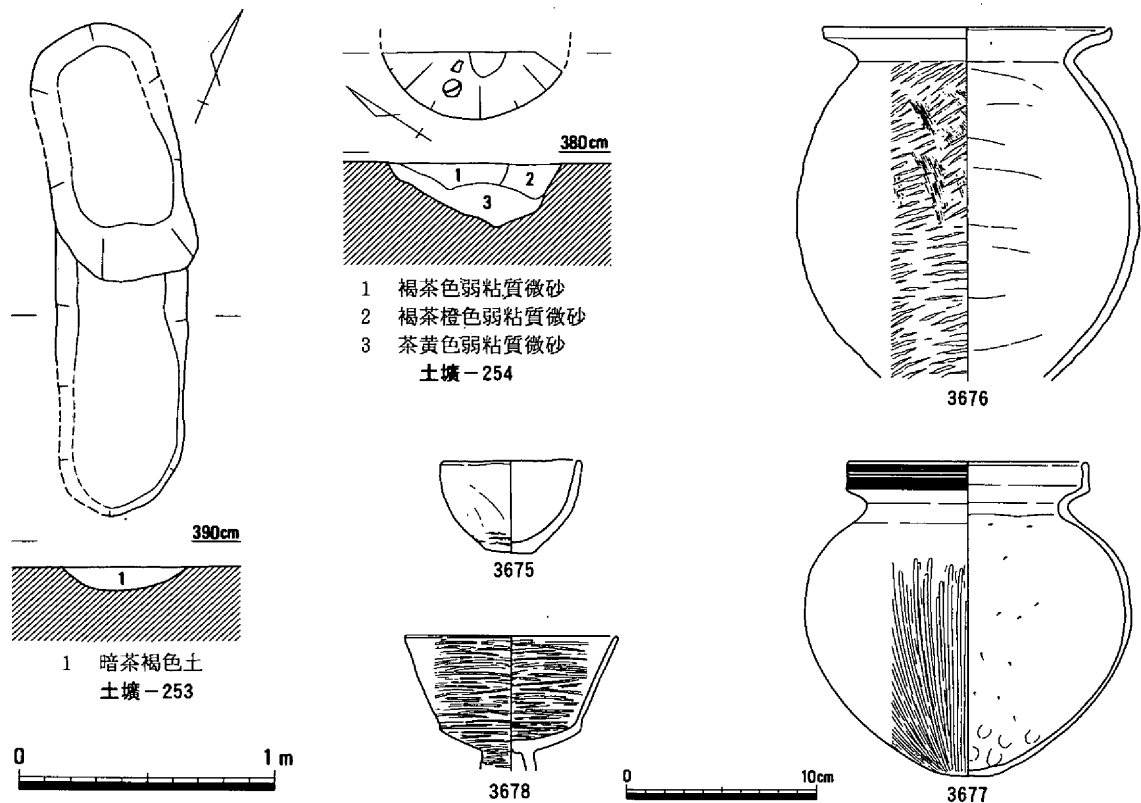 390cm
1
1 暗茶褐色土
土壙－253
0 1m
380cm
1 2
3
1 褐茶色弱粘質微砂
2 褐茶橙色弱粘質微砂
3 茶黄色弱粘質微砂
土壙－254
3675
3678
3676
3677
0 10cm